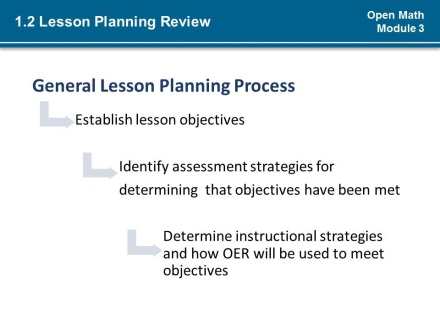 1.2 Lesson Planning Review
Open Math
Module 3
General Lesson Planning Process
Establish lesson objectives
Identify assessment strategies for
determining that objectives have been met
Determine instructional strategies
and how OER will be used to meet
objectives